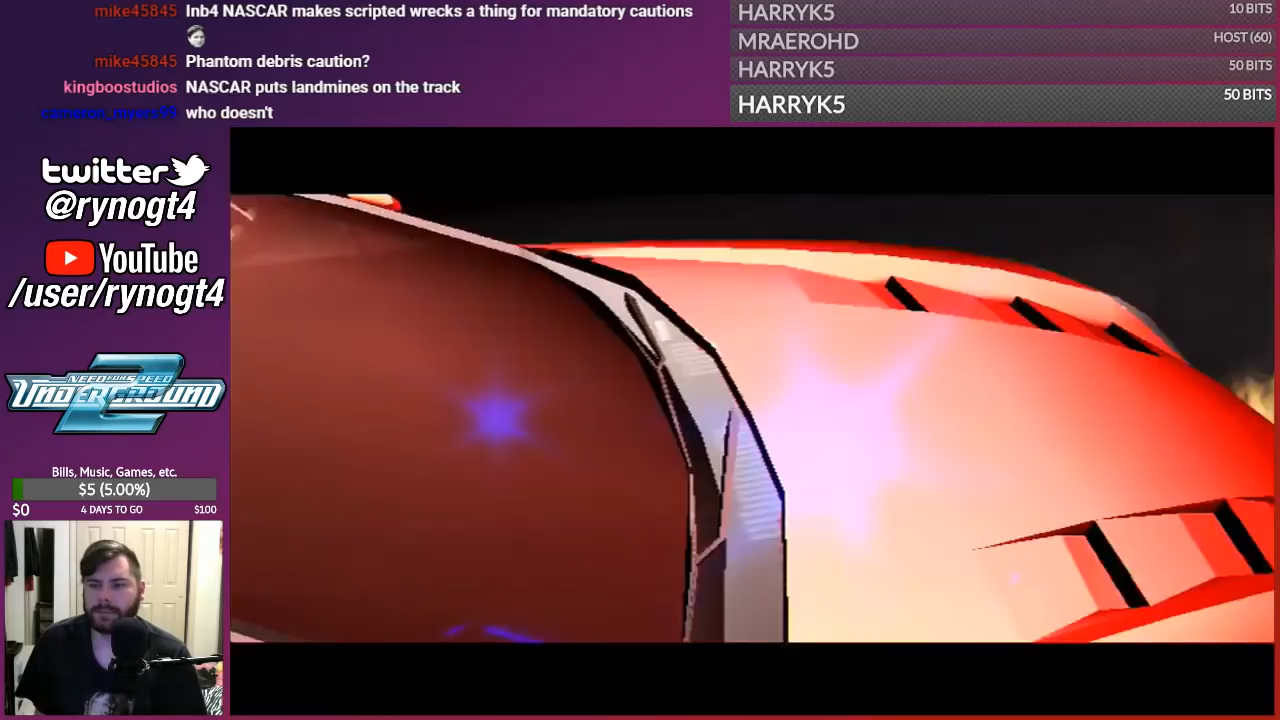 mike45845 Inb4 NASCAR makes scripted wrecks a thing for mandatory cautions
mike45845 Phantom debris caution?
kingboostudios NASCAR puts landmines on the track
who doesn't
HARRYK5 10 BITS
MRAEROHD HOST (60)
HARRYK5 50 BITS
HARRYK5 50 BITS
twitter
@rynogt4
YouTube
/user/rynogt4
NEED FOR SPEED
UNDERGROUND
2
Bills, Music, Games, etc.
$5 (5.00%)
$0 4 DAYS TO GO $100